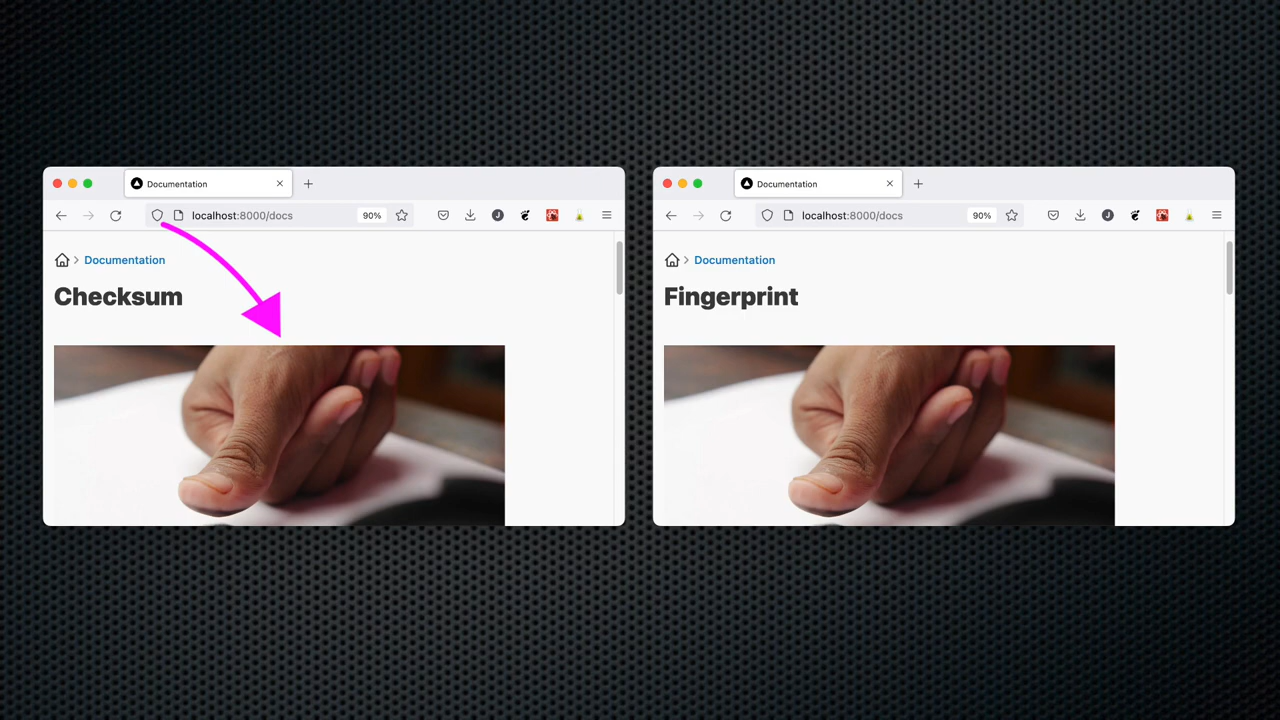 Documentation
localhost:8000/docs
90%
J
Documentation
Checksum
Documentation
localhost:8000/docs
90%
J
Documentation
Fingerprint